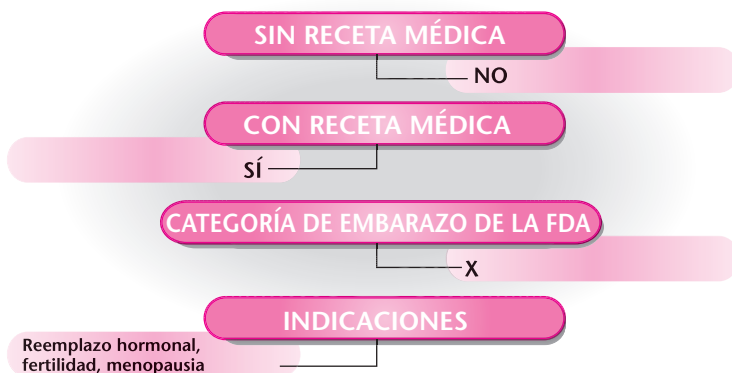 SIN RECETA MÉDICA
NO
CON RECETA MÉDICA
SÍ
CATEGORÍA DE EMBARAZO DE LA FDA
X
INDICACIONES
Reemplazo hormonal,
fertilidad, menopausia